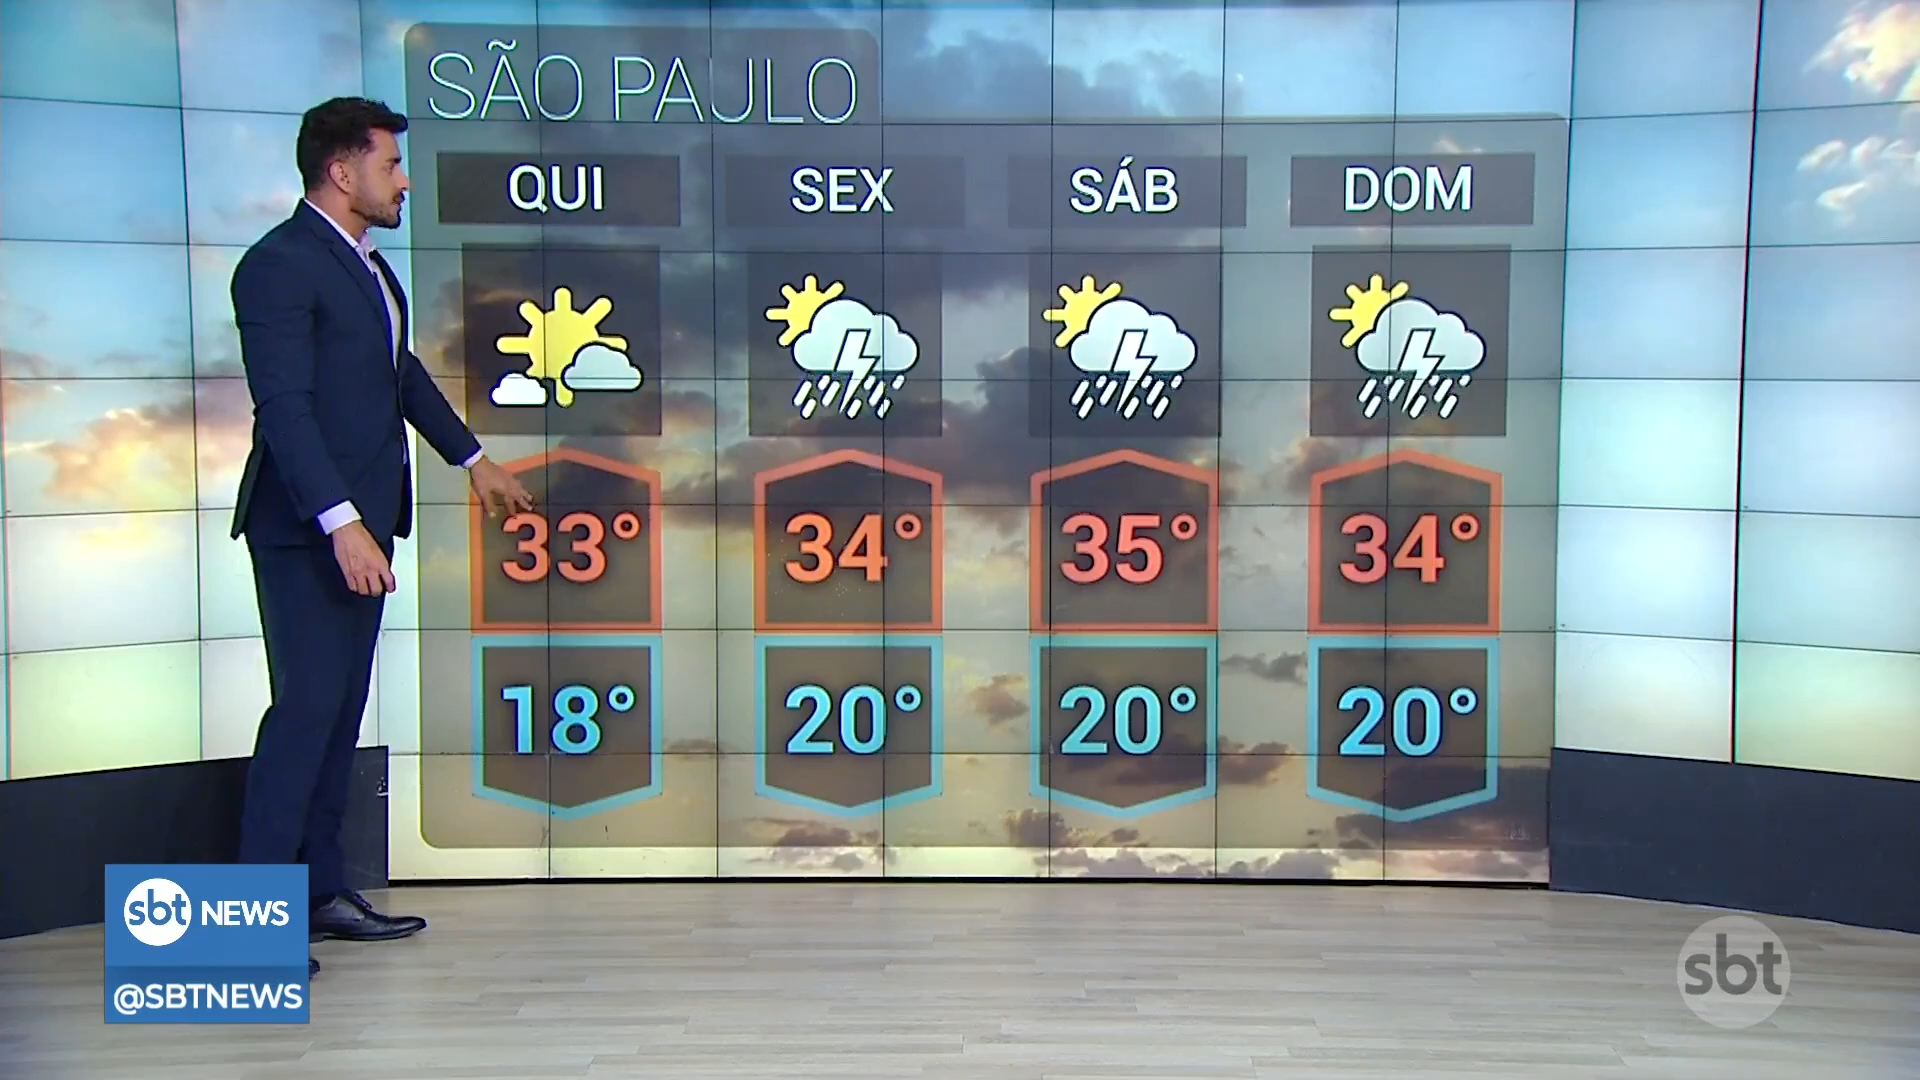 SÃO PAULO
QUI SEX SÁB DOM
33° 34° 35° 34°
18° 20° 20° 20°
sbt NEWS
@SBTNEWS
sbt